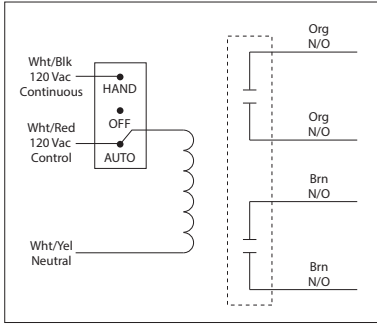 Wht/Blk
120 Vac
Continuous
HAND
OFF
Wht/Red
120 Vac
Control
AUTO
Wht/Yel
Neutral
Org
N/O
Org
N/O
Brn
N/O
Brn
N/O